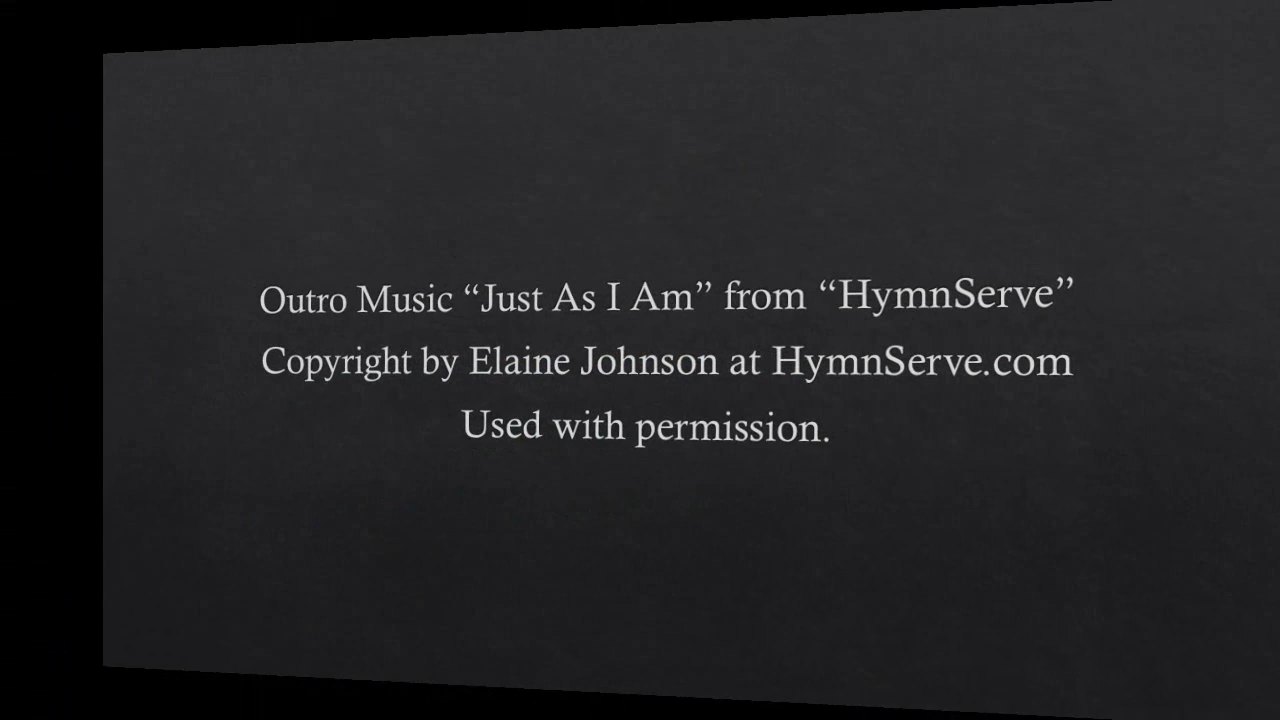 Outro Music “Just As I Am” from “HymnServe”
Copyright by Elaine Johnson at HymnServe.com
Used with permission.